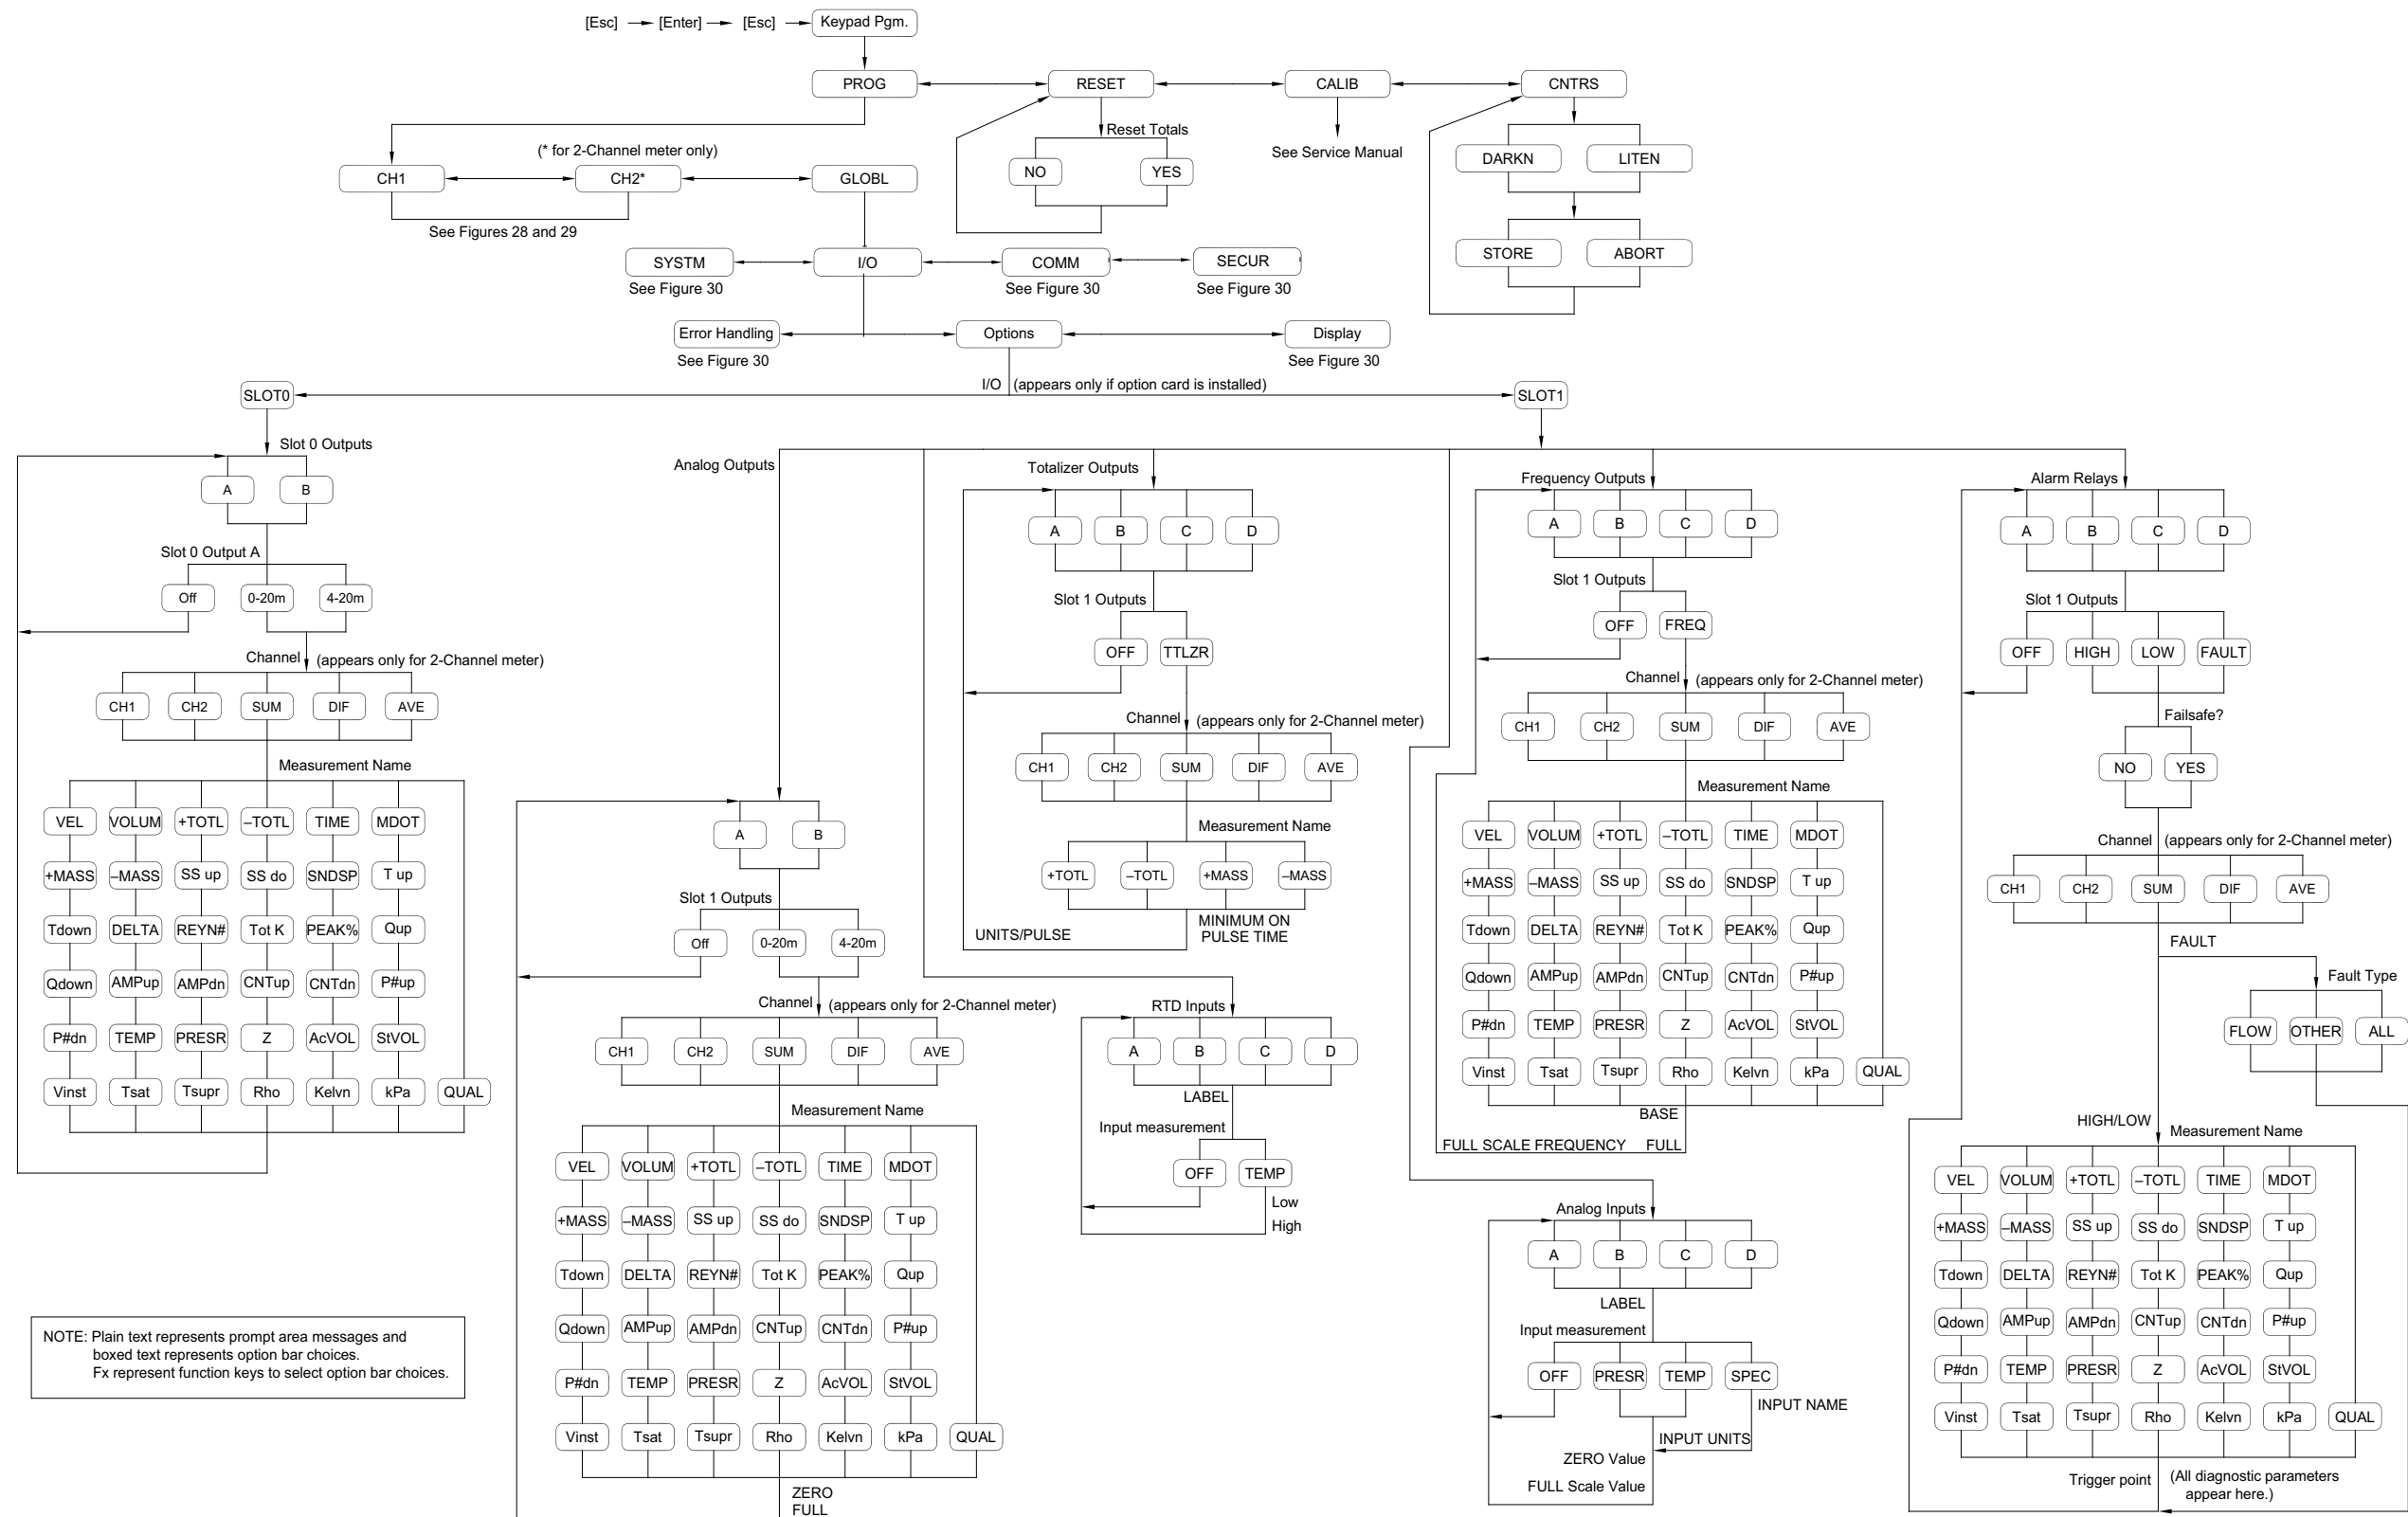 [Esc] [Enter] [Esc] Keypad Pgm.
PROG RESET CALIB CNTRS
Reset Totals
NO YES
See Service Manual
DARKN LITEN
STORE ABORT
(* for 2-Channel meter only)
CH1 CH2* GLOBL
See Figures 28 and 29
SYSTM I/O COMM SECUR
See Figure 30 See Figure 30 See Figure 30
Error Handling Options Display
See Figure 30 See Figure 30
I/O (appears only if option card is installed)
SLOT0 SLOT1
Slot 0 Outputs
A B
Slot 0 Output A
Off 0-20m 4-20m
Channel (appears only for 2-Channel meter)
CH1 CH2 SUM DIF AVE
Measurement Name
VEL VOLUM +TOTL –TOTL TIME MDOT
+MASS –MASS SS up SS do SNDSP T up
Tdown DELTA REYN# Tot K PEAK% Qup
Qdown AMPup AMPdn CNTup CNTdn P#up
P#dn TEMP PRESR Z AcVOL StVOL
Vinst Tsat Tsupr Rho Kelvn kPa QUAL
Analog Outputs
A B
Slot 1 Outputs
Off 0-20m 4-20m
Channel (appears only for 2-Channel meter)
CH1 CH2 SUM DIF AVE
Measurement Name
VEL VOLUM +TOTL –TOTL TIME MDOT
+MASS –MASS SS up SS do SNDSP T up
Tdown DELTA REYN# Tot K PEAK% Qup
Qdown AMPup AMPdn CNTup CNTdn P#up
P#dn TEMP PRESR Z AcVOL StVOL
Vinst Tsat Tsupr Rho Kelvn kPa QUAL
ZERO
FULL
Totalizer Outputs
A B C D
Slot 1 Outputs
OFF TTLZR
Channel (appears only for 2-Channel meter)
CH1 CH2 SUM DIF AVE
Measurement Name
+TOTL –TOTL +MASS –MASS
UNITS/PULSE
MINIMUM ON
PULSE TIME
RTD Inputs
A B C D
LABEL
Input measurement
OFF TEMP
Low
High
Frequency Outputs
A B C D
Slot 1 Outputs
OFF FREQ
Channel (appears only for 2-Channel meter)
CH1 CH2 SUM DIF AVE
Measurement Name
VEL VOLUM +TOTL –TOTL TIME MDOT
+MASS –MASS SS up SS do SNDSP T up
Tdown DELTA REYN# Tot K PEAK% Qup
Qdown AMPup AMPdn CNTup CNTdn P#up
P#dn TEMP PRESR Z AcVOL StVOL
Vinst Tsat Tsupr Rho Kelvn kPa QUAL
BASE
FULL SCALE FREQUENCY FULL
Analog Inputs
A B C D
LABEL
Input measurement
OFF PRESR TEMP SPEC
INPUT NAME
INPUT UNITS
ZERO Value
FULL Scale Value
Alarm Relays
A B C D
Slot 1 Outputs
OFF HIGH LOW FAULT
Failsafe?
NO YES
Channel (appears only for 2-Channel meter)
CH1 CH2 SUM DIF AVE
FAULT
Fault Type
FLOW OTHER ALL
HIGH/LOW
Measurement Name
VEL VOLUM +TOTL –TOTL TIME MDOT
+MASS –MASS SS up SS do SNDSP T up
Tdown DELTA REYN# Tot K PEAK% Qup
Qdown AMPup AMPdn CNTup CNTdn P#up
P#dn TEMP PRESR Z AcVOL StVOL
Vinst Tsat Tsupr Rho Kelvn kPa QUAL
Trigger point (All diagnostic parameters
appear here.)
NOTE: Plain text represents prompt area messages and
boxed text represents option bar choices.
Fx represent function keys to select option bar choices.